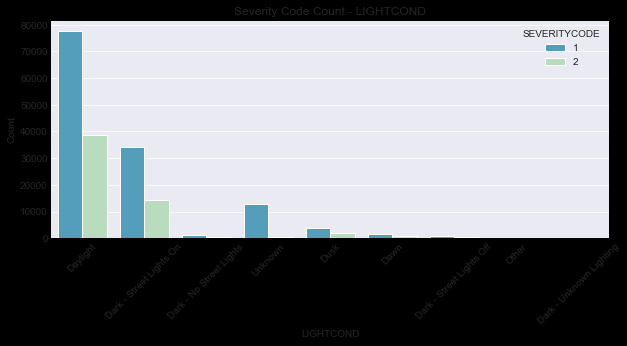 Severity Code Count - LIGHTCOND
SEVERITYCODE
1
2
80000
70000
60000
50000
40000
30000
20000
10000
0
Count
Daylight
Dark - Street Lights On
Dark - No Street Lights
Unknown
Dusk
Dawn
Dark - Street Lights Off
Other
Dark - Unknown Lighting
LIGHTCOND